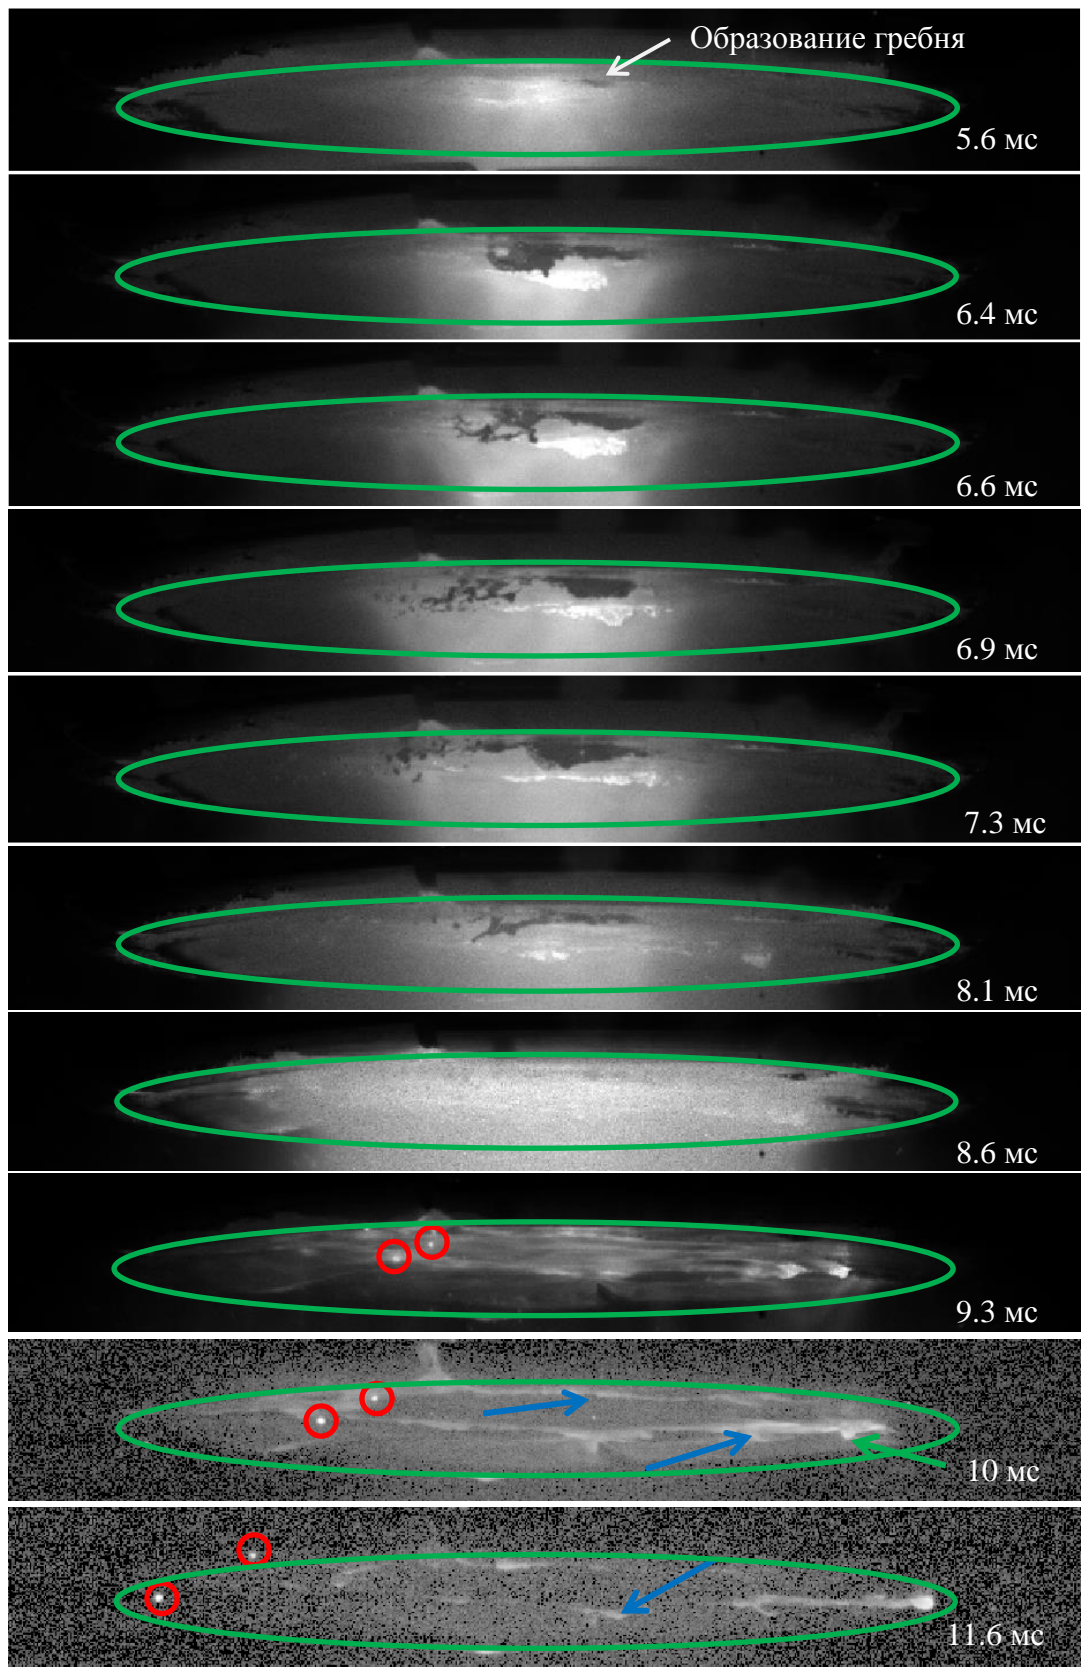 Образование гребня
5.6 мс
6.4 мс
6.6 мс
6.9 мс
7.3 мс
8.1 мс
8.6 мс
9.3 мс
10 мс
11.6 мс